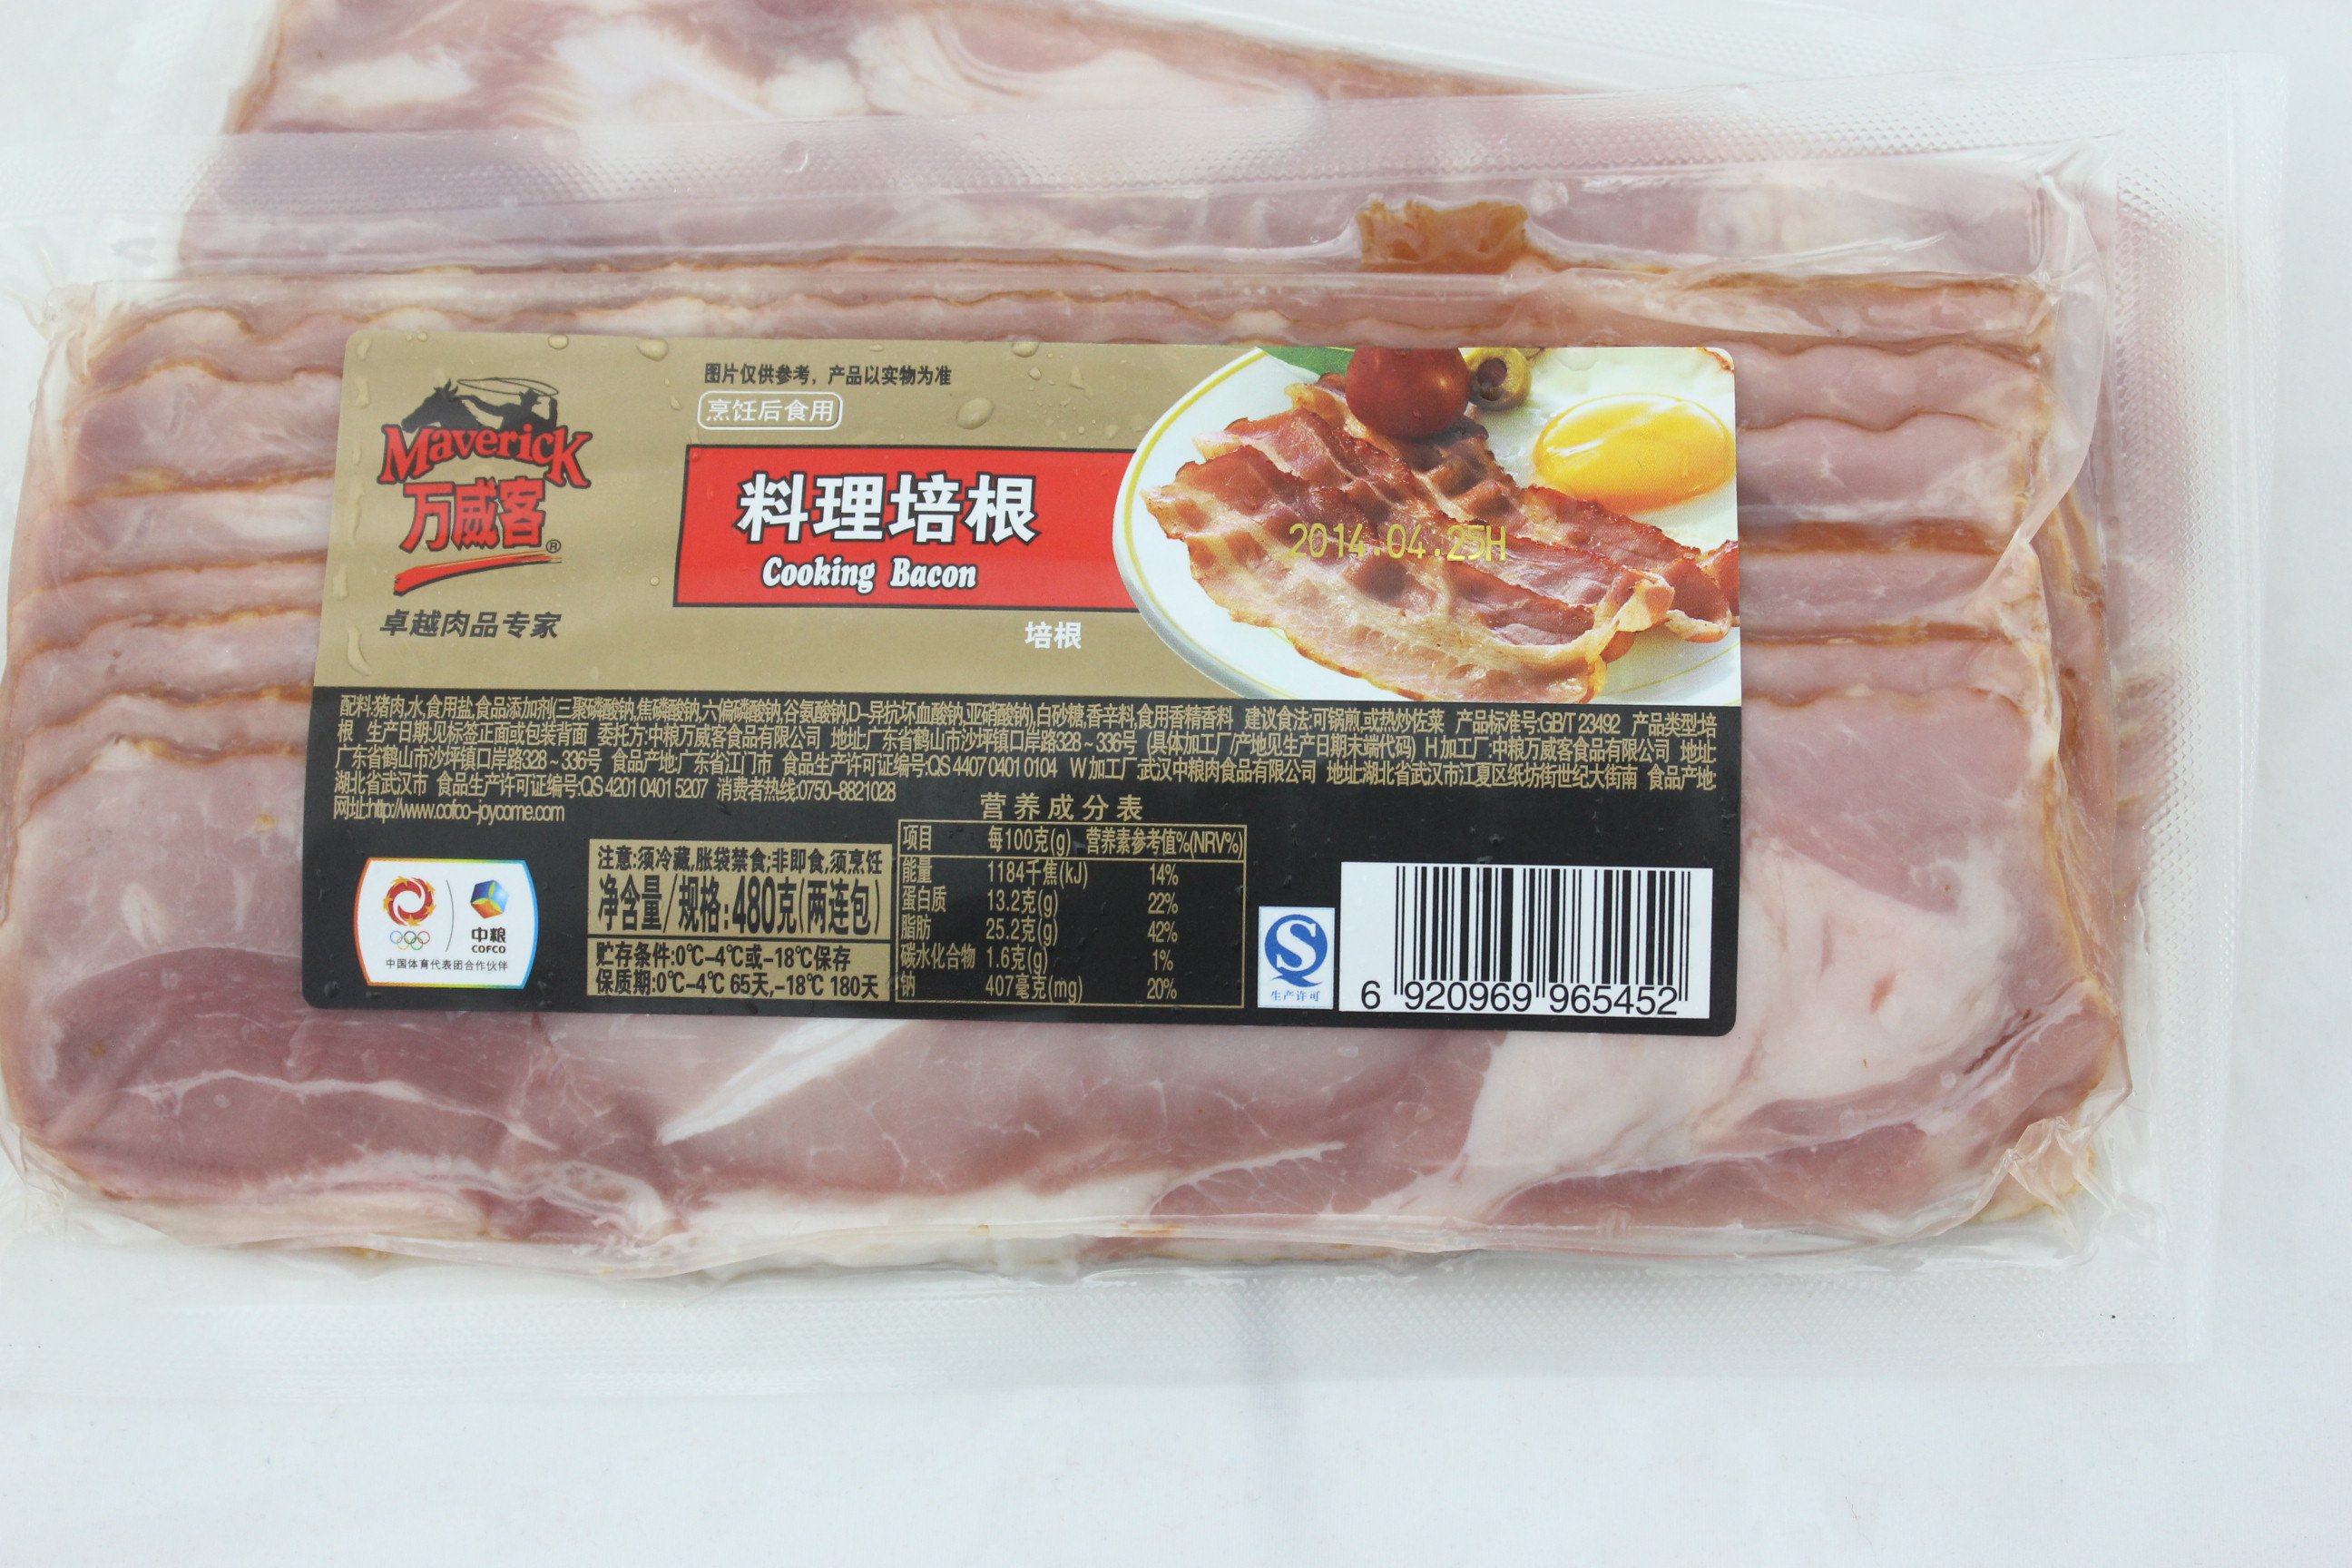 Maverick
万威客®
卓越肉品专家
图片仅供参考，产品以实物为准
烹饪后食用
料理培根
Cooking Bacon
培根
2014.04.25H
配料:猪肉,水,食用盐,食品添加剂(三聚磷酸钠,焦磷酸钠,六偏磷酸钠,谷氨酸钠,D-异抗坏血酸钠,亚硝酸钠),白砂糖,香辛料,食用香精香料 建议食法:可锅煎,或热炒佐菜 产品标准号:GB/T 23492 产品类型:培
根 生产日期:见标签正面或包装背面 委托方:中粮万威客食品有限公司 地址:广东省鹤山市沙坪镇口岸路328~336号 (具体加工厂/产地见生产日期末端代码) H加工厂:中粮万威客食品有限公司 地址:
广东省鹤山市沙坪镇口岸路328~336号 食品产地:广东省江门市 食品生产许可证编号:QS 4407 0401 0104 W加工厂:武汉中粮肉食品有限公司 地址:湖北省武汉市江夏区纸坊街世纪大街南 食品产地:
湖北省武汉市 食品生产许可证编号:QS 4201 0401 5207 消费者热线:0750-8821028
网址:http://www.cofco-joycome.com
中粮
COFCO
中国体育代表团合作伙伴
注意:须冷藏,胀袋禁食;非即食,须烹饪
净含量/规格:480克(两连包)
贮存条件:0℃-4℃或-18℃保存
保质期:0℃-4℃ 65天,-18℃ 180天
营养成分表
项目 每100克(g) 营养素参考值%(NRV%)
能量 1184千焦(kJ) 14%
蛋白质 13.2克(g) 22%
脂肪 25.2克(g) 42%
碳水化合物 1.6克(g) 1%
钠 407毫克(mg) 20%
生产许可
6 920969 965452